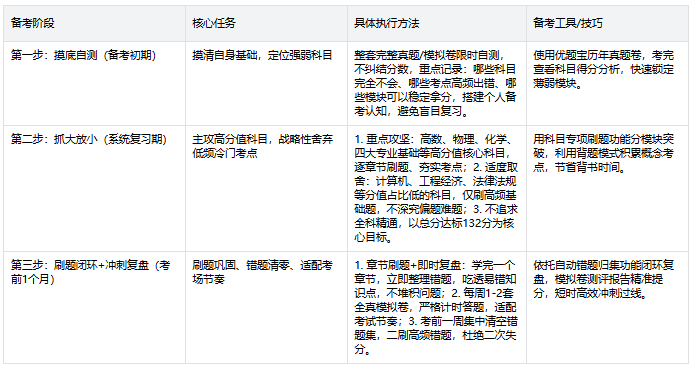 备考阶段
核心任务
具体执行方法
备考工具/技巧
第一步：摸底自测（备考初期）
摸清自身基础，定位强弱科目
整套完整真题/模拟卷限时自测，
不纠结分数，重点记录：哪些科目
完全不会、哪些考点高频出错、哪
些模块可以稳定拿分，搭建个人备
考认知，避免盲目复习。
使用优题宝历年真题卷，考完
查看科目得分分析，快速锁定
薄弱模块。
第二步：抓大放小（系统复习期）
主攻高分值科目，战略性舍弃
低频冷门考点
1. 重点攻坚：高数、物理、化学、
四大专业基础等高分值核心科目，
逐章节刷题、夯实考点；2. 适度取
舍：计算机、工程经济、法律法规
等分值占比低的科目，仅刷高频基
础题，不深究偏题难题；3. 不追求
全科精通，以总分达标132分为核
心目标。
用科目专项刷题功能分模块突
破，利用背题模式积累概念考
点，节首背书时间。
第三步：刷题闭环+冲刺复盘（考
前1个月）
刷题巩固、错题清零、适配考
场节奏
1. 章节刷题+即时复盘：学完一个
章节，立即整理错题，吃透易错知
识点，不堆积问题；2. 每周1-2套
全真模拟卷，严格计时答题，适配
考试节奏；3. 考前一周集中清空错
题集，二刷高频错题，杜绝二次失
分。
依托自动错题归集功能闭环复
盘，模拟卷测评报告精准提
分，短时高效冲刺过线。